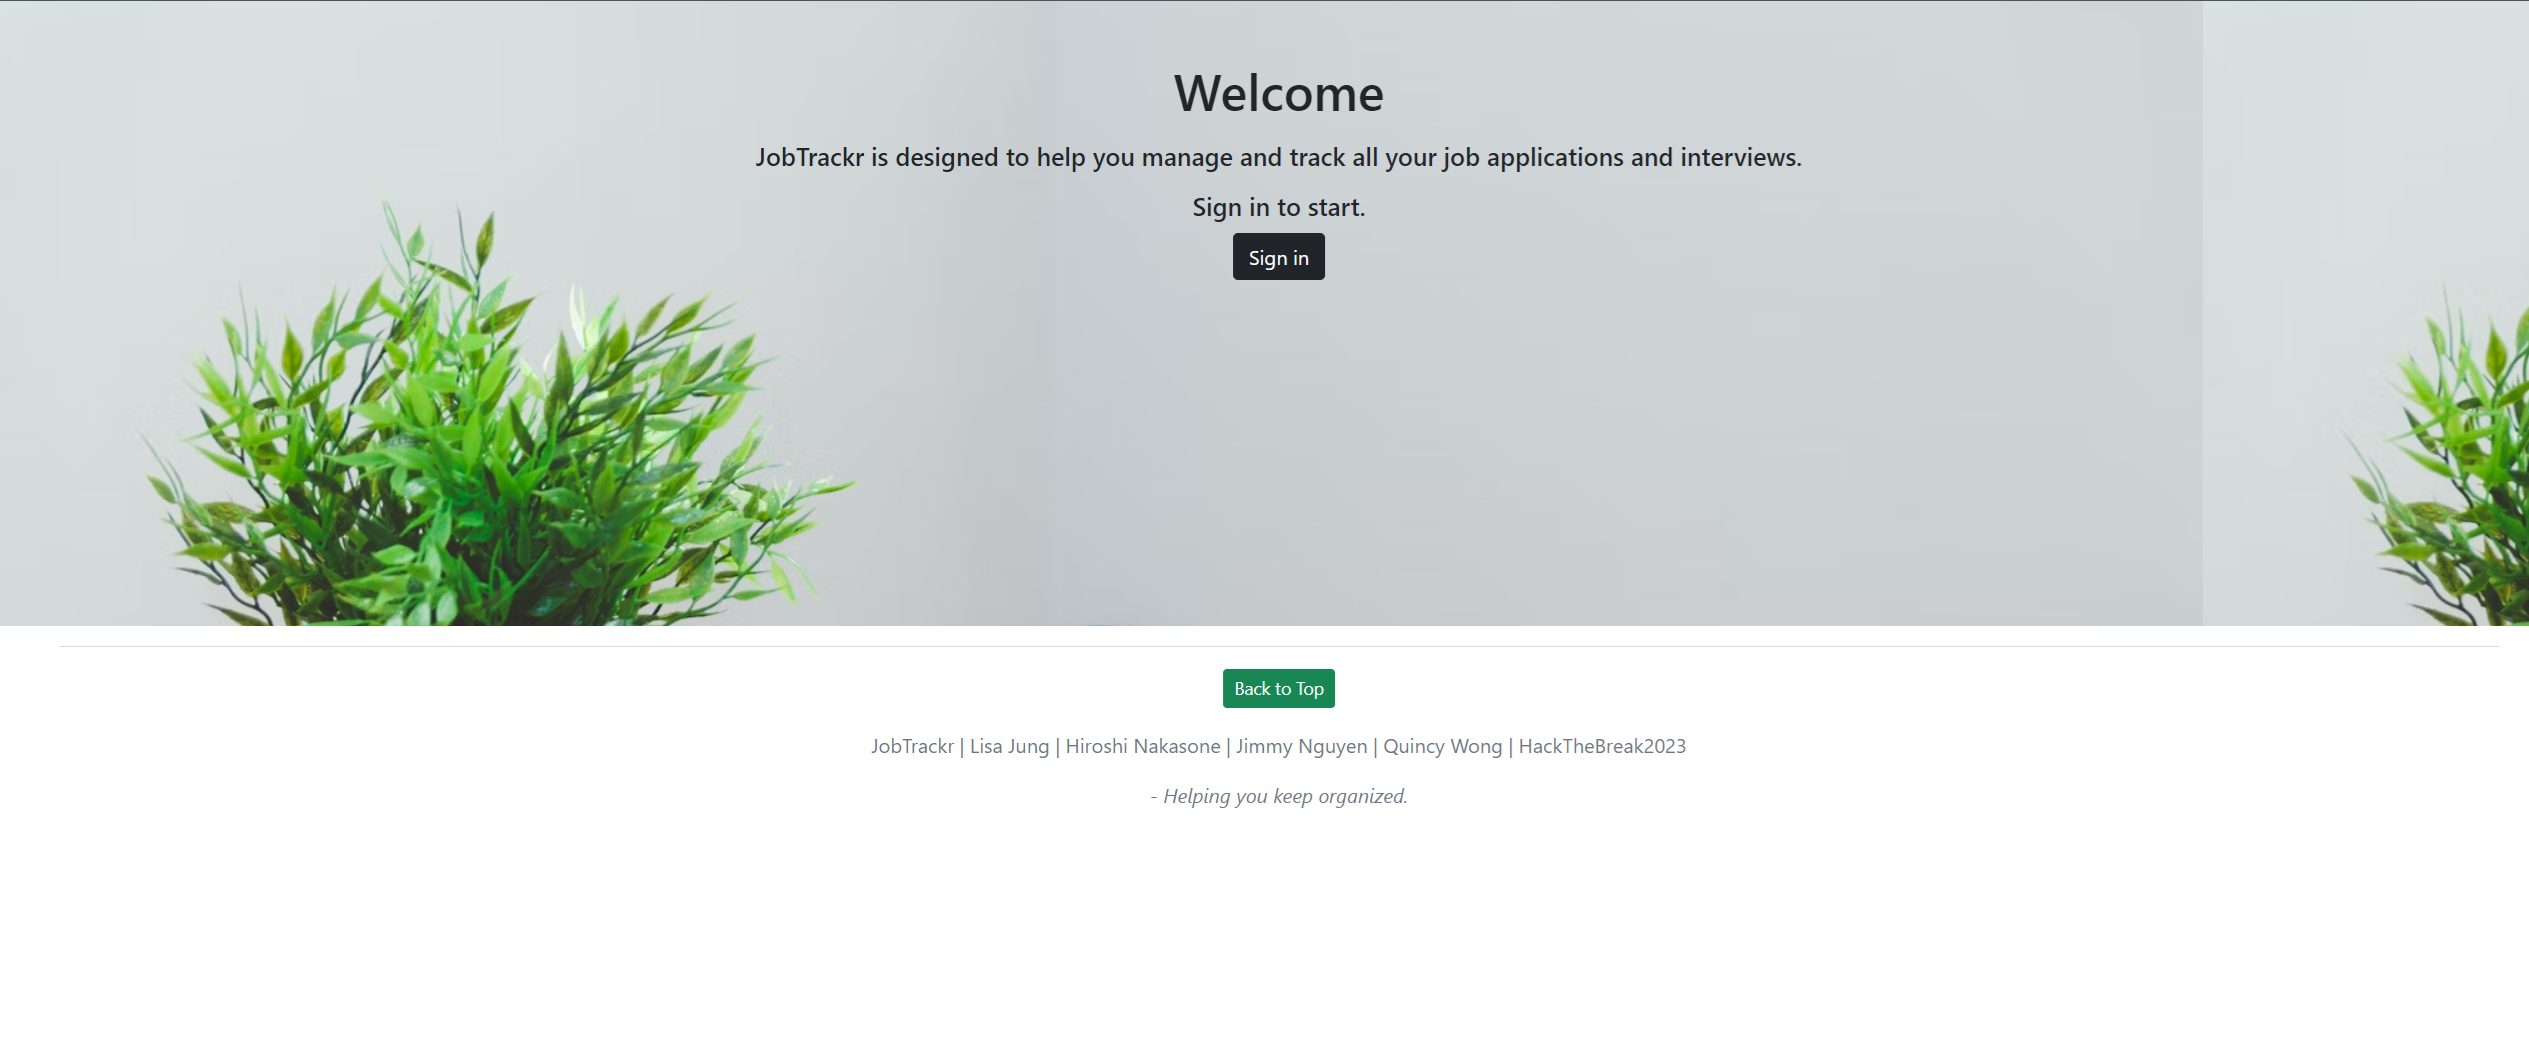 Welcome
JobTrackr is designed to help you manage and track all your job applications and interviews.
Sign in to start.
Sign in
Back to Top
JobTrackr | Lisa Jung | Hiroshi Nakasone | Jimmy Nguyen | Quincy Wong | HackTheBreak2023
- Helping you keep organized.